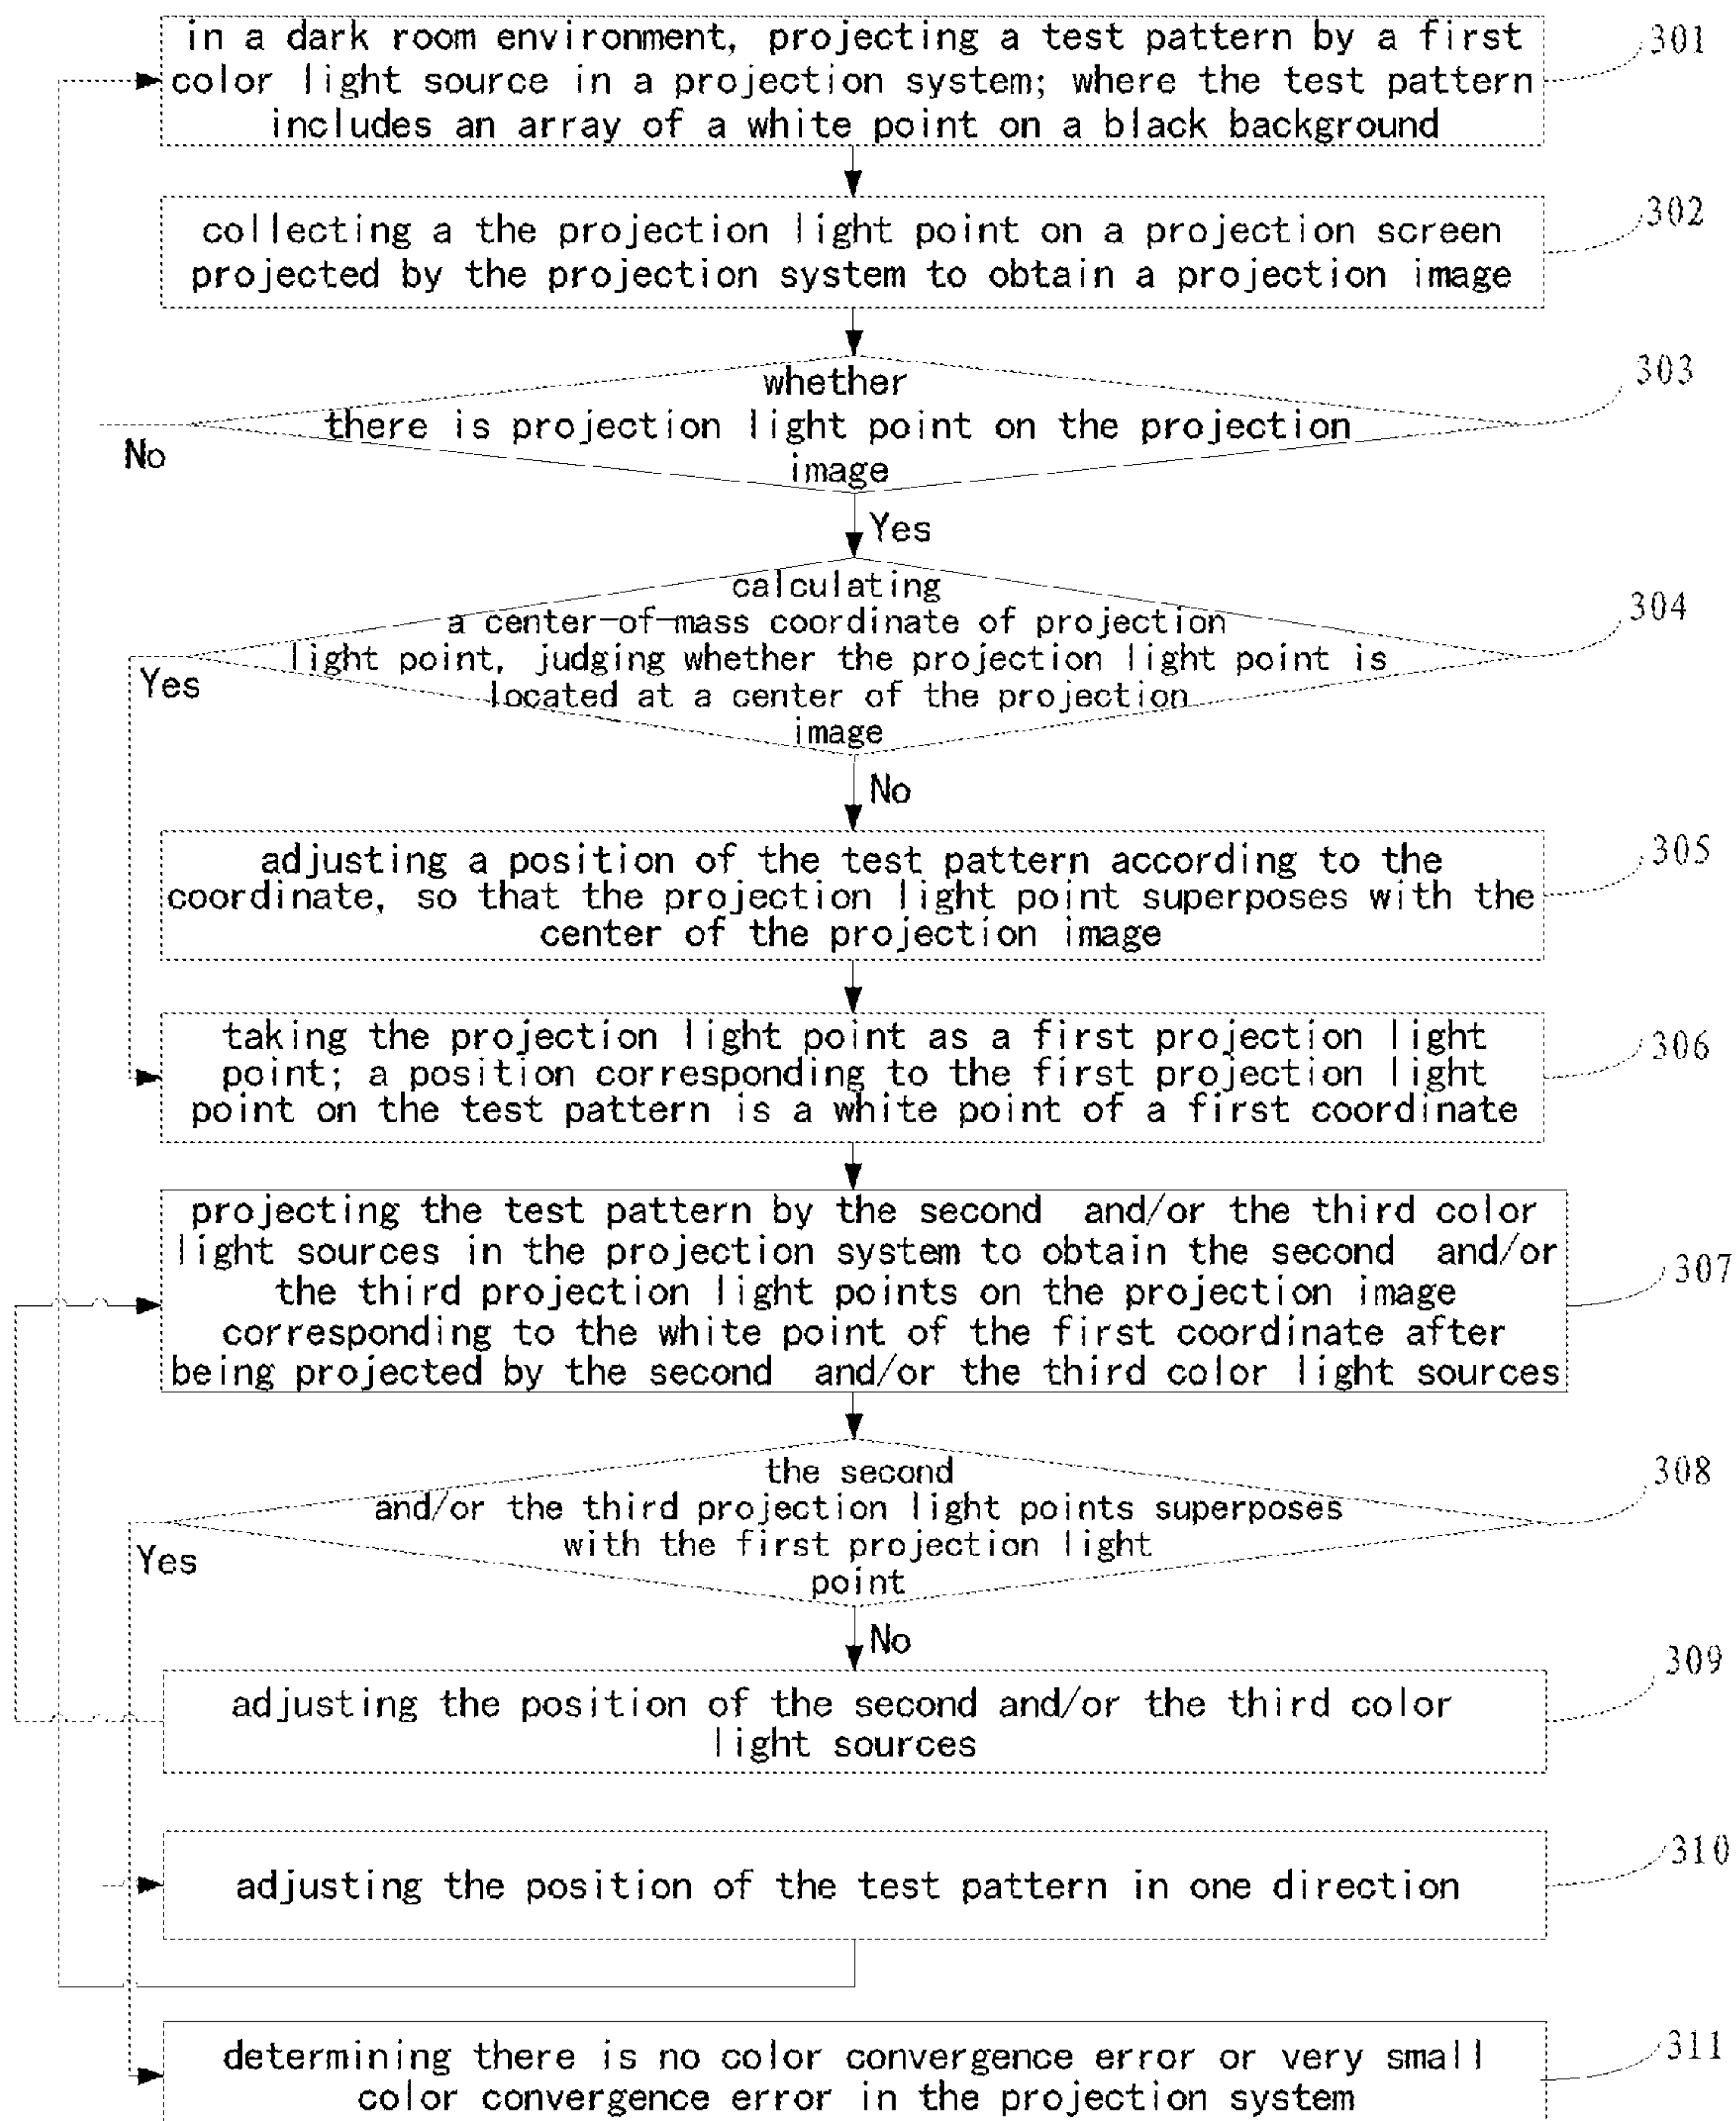 in a dark room environment, projecting a test pattern by a first
color light source in a projection system; where the test pattern
includes an array of a white point on a black background
301
collecting a the projection light point on a projection screen
projected by the projection system to obtain a projection image
302
whether
there is projection light point on the projection
image
303
No
Yes
calculating
a center-of-mass coordinate of projection
light point, judging whether the projection light point is
located at a center of the projection
image
304
Yes
No
adjusting a position of the test pattern according to the
coordinate, so that the projection light point superposes with the
center of the projection image
305
taking the projection light point as a first projection light
point; a position corresponding to the first projection light
point on the test pattern is a white point of a first coordinate
306
projecting the test pattern by the second and/or the third color
light sources in the projection system to obtain the second and/or
the third projection light points on the projection image
corresponding to the white point of the first coordinate after
being projected by the second and/or the third color light sources
307
the second
and/or the third projection light points superposes
with the first projection light
point
308
Yes
No
adjusting the position of the second and/or the third color
light sources
309
adjusting the position of the test pattern in one direction
310
determining there is no color convergence error or very small
color convergence error in the projection system
311